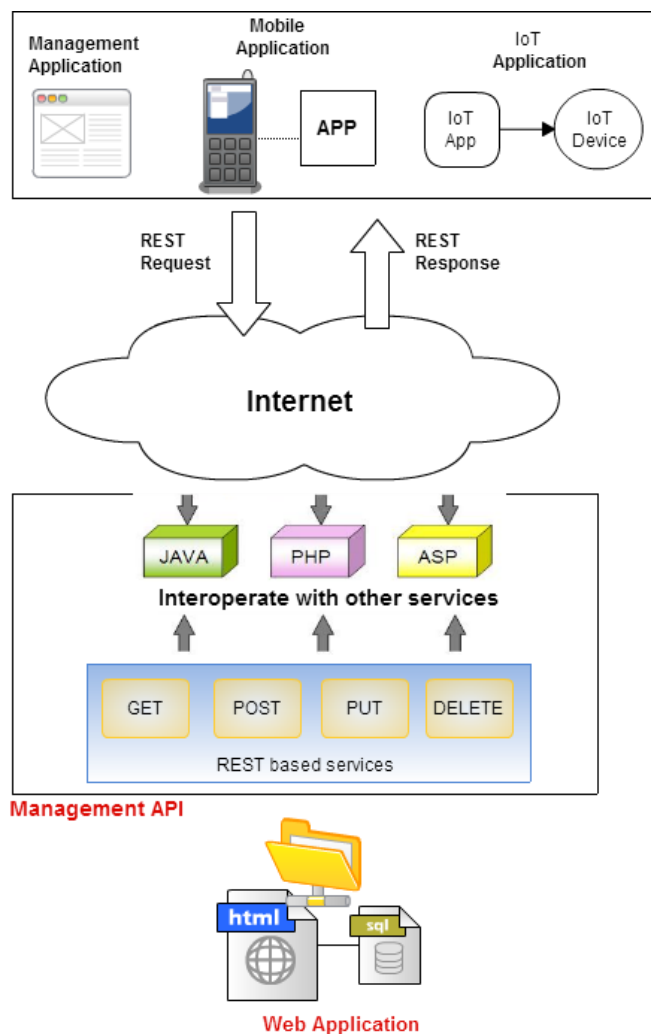 Management
Application
Mobile
Application
IoT
Application
APP
IoT
App
IoT
Device
REST
Request
REST
Response
Internet
JAVA
PHP
ASP
Interoperate with other services
GET
POST
PUT
DELETE
REST based services
Management API
html
sql
Web Application